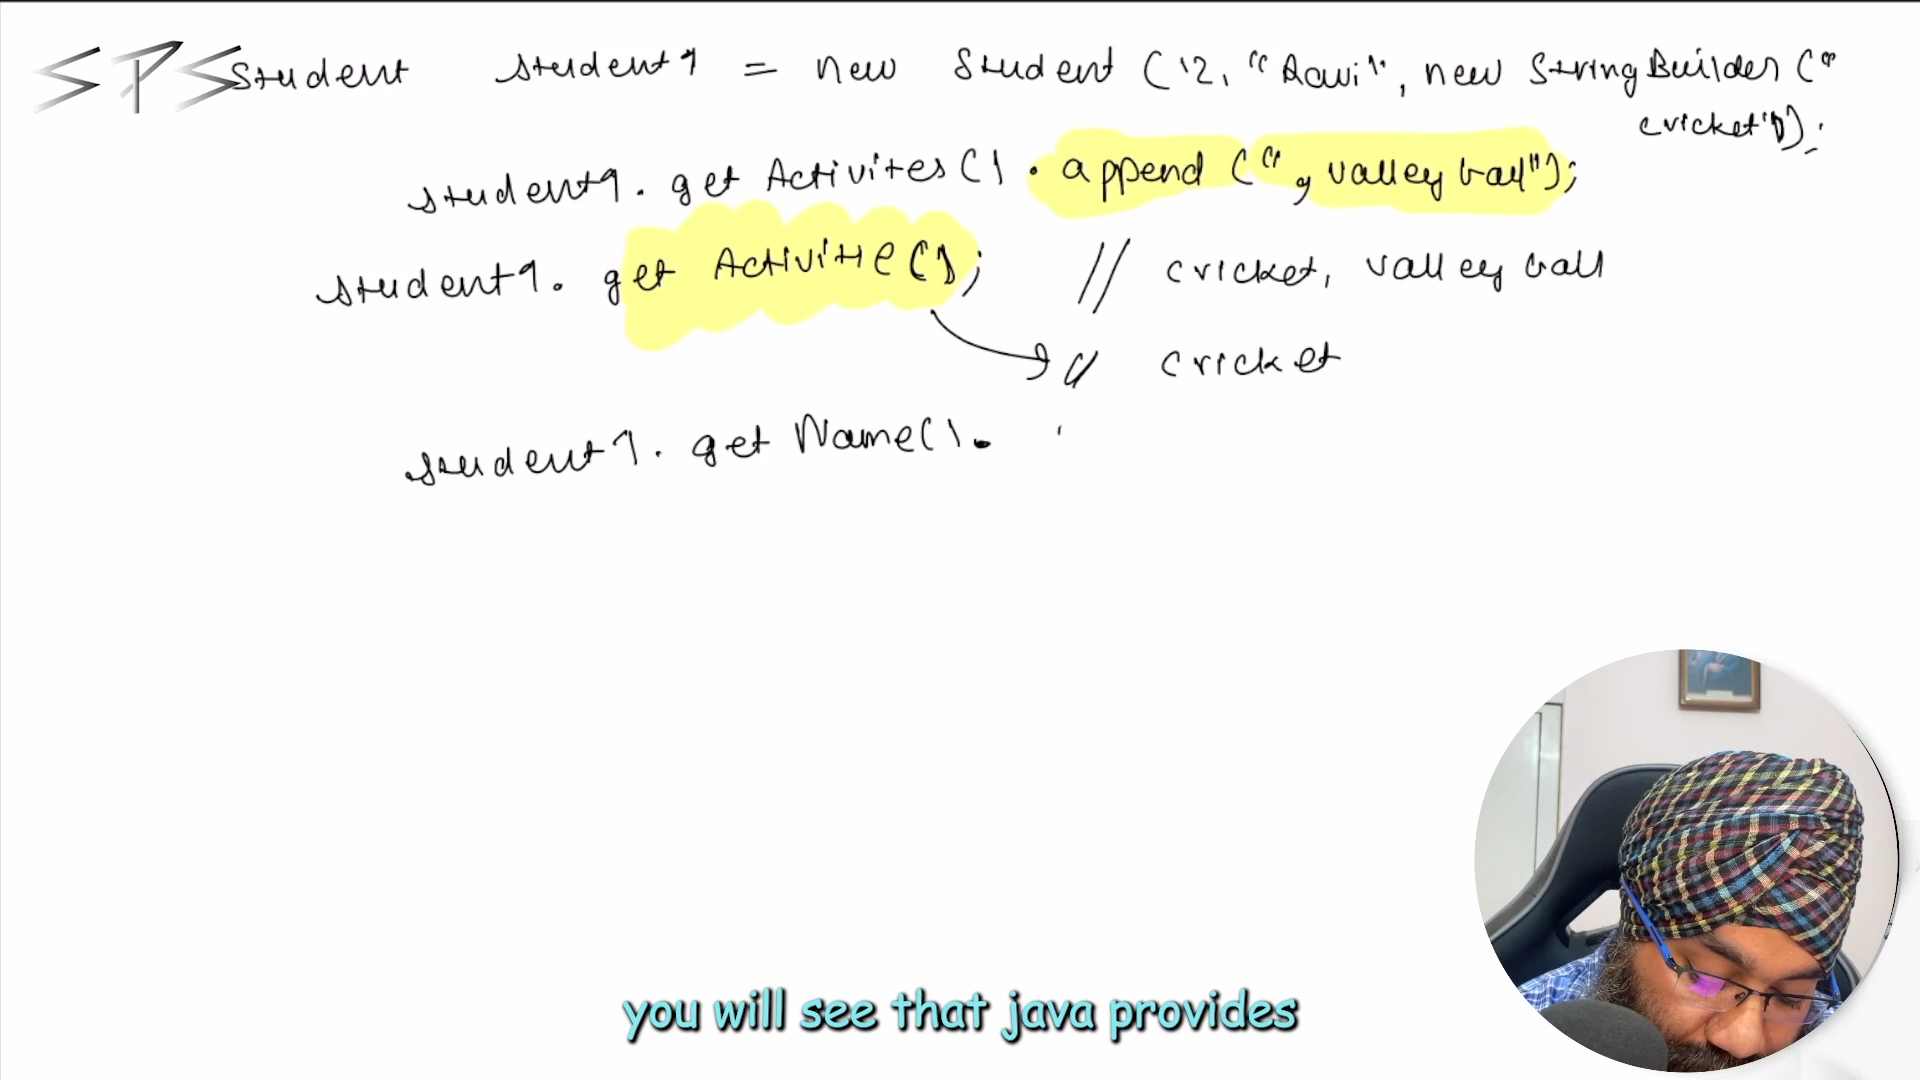 SPS
Student student1 = new Student (12, "Ravi", new StringBuilder ("
cricket"));
student1. get Activites() . append (", valley ball");
student1. get Activitie(); // cricket, valley ball
// cricket
student1. get Name().
you will see that java provides